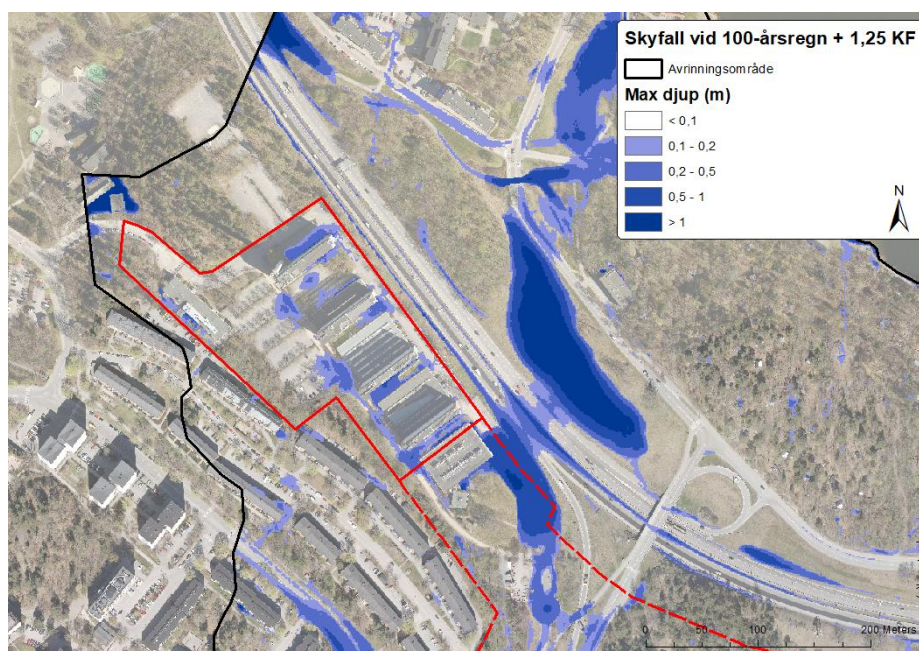 Skyfall vid 100-årsregn + 1,25 KF
Avrinningsområde
Max djup (m)
< 0,1
0,1 - 0,2
0,2 - 0,5
0,5 - 1
> 1
N
0 50 100 200 Meters